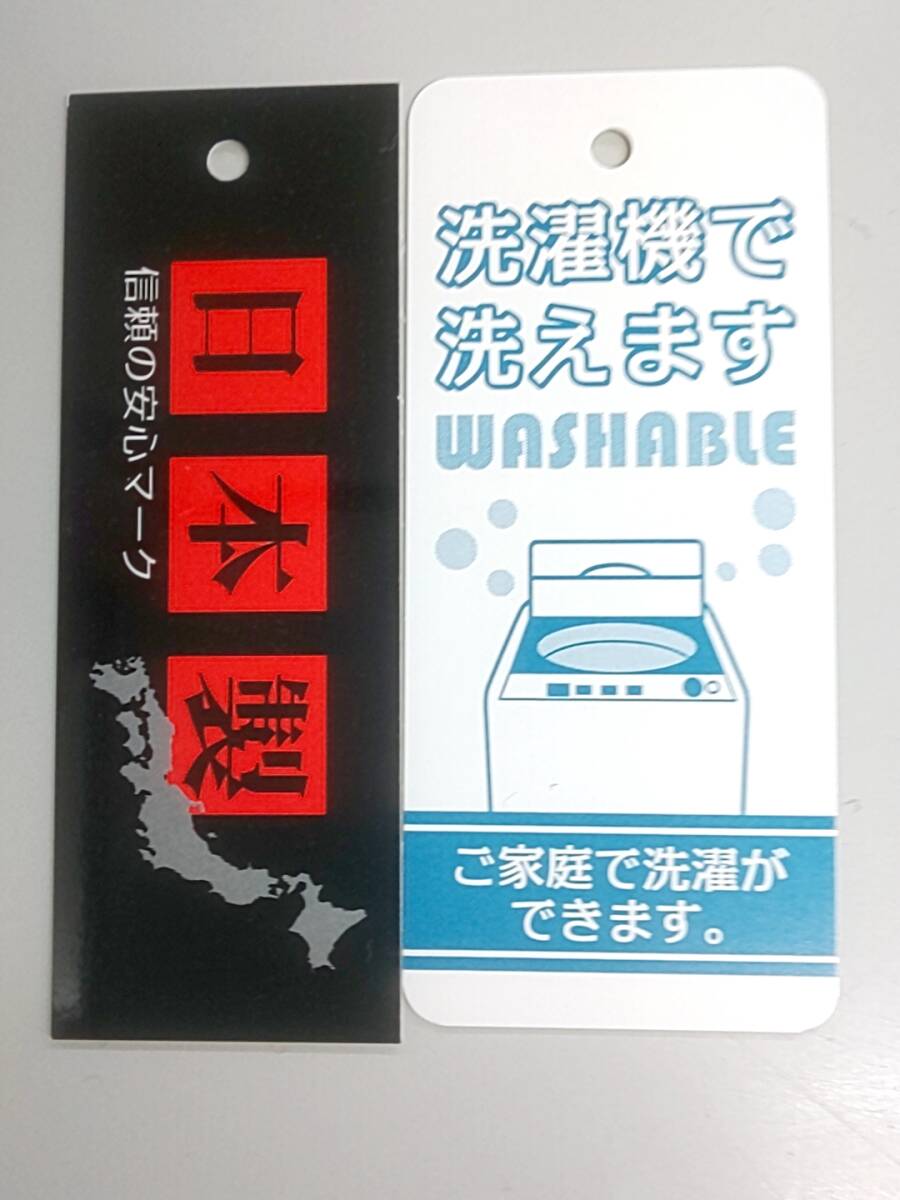 日本製
信頼の安心マーク
洗濯機で
洗えます
WASHABLE
ご家庭で洗濯が
できます。